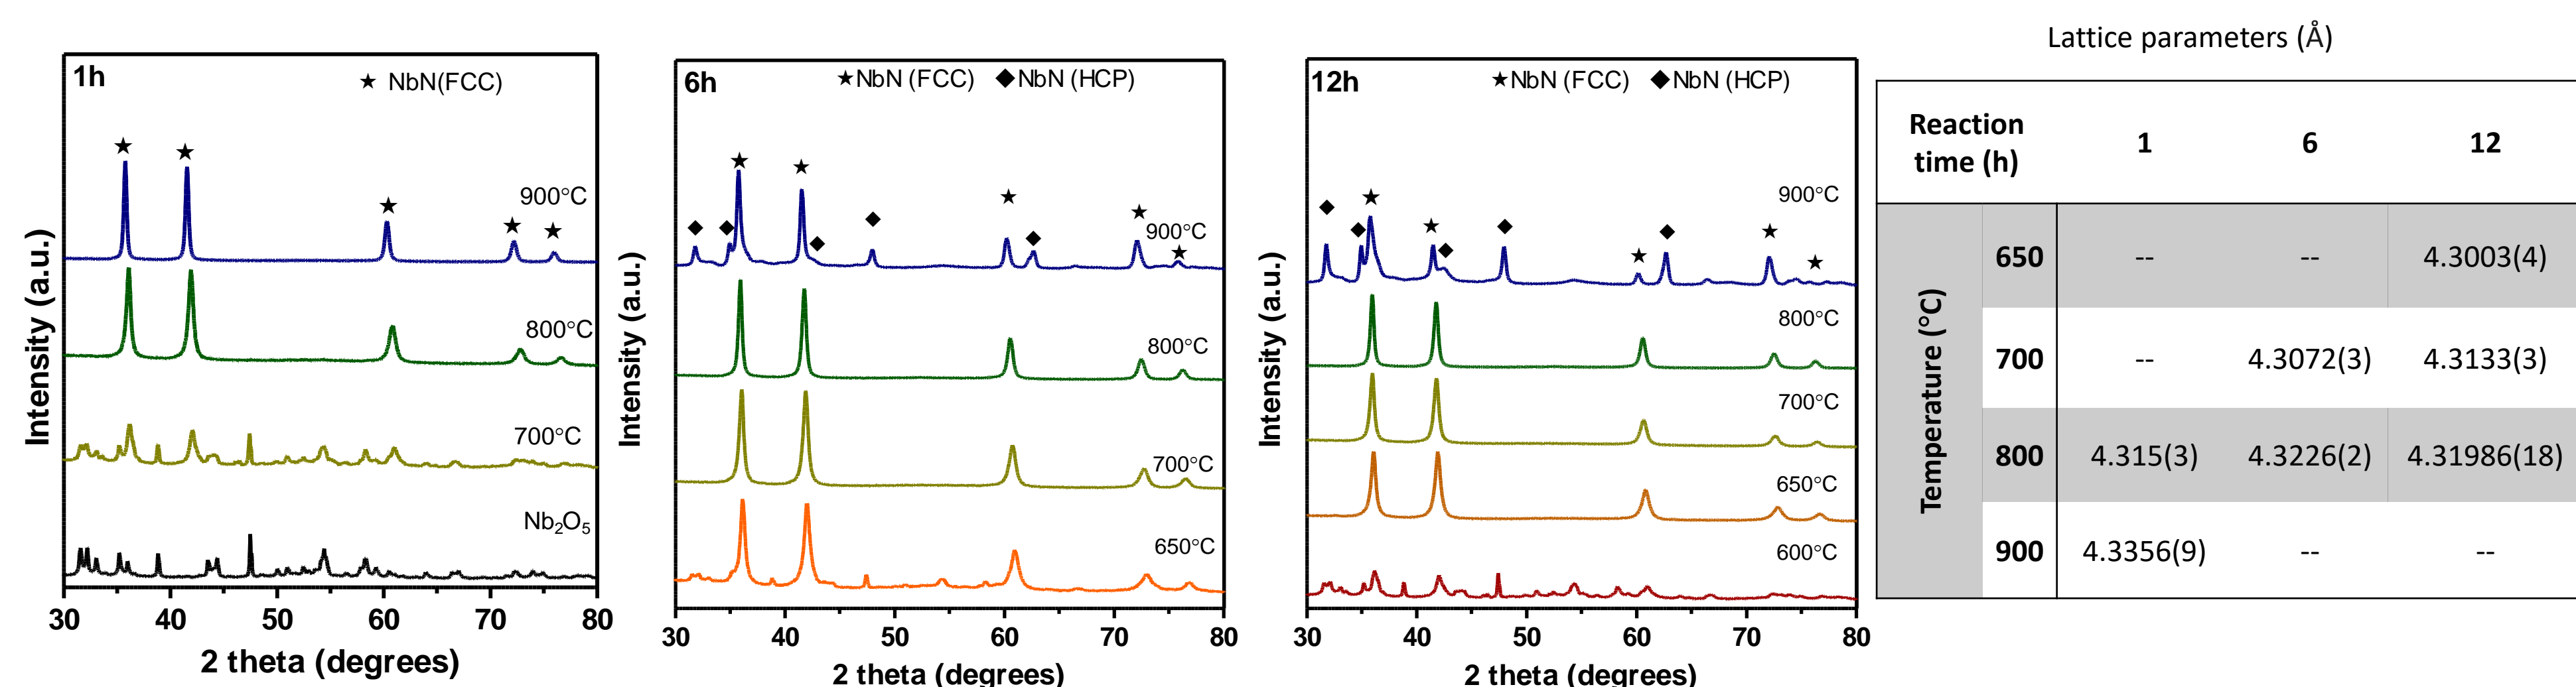 1h
★ NbN(FCC)
900°C
800°C
700°C
Nb2O5
Intensity (a.u.)
30 40 50 60 70 80
2 theta (degrees)
6h
★NbN (FCC) ◆NbN (HCP)
900°C
800°C
700°C
650°C
Intensity (a.u.)
30 40 50 60 70 80
2 theta (degrees)
12h
★NbN (FCC) ◆NbN (HCP)
900°C
800°C
700°C
650°C
600°C
Intensity (a.u.)
30 40 50 60 70 80
2 theta (degrees)
Lattice parameters (Å)
Reaction
time (h)
1 6 12
Temperature (°C)
650 -- -- 4.3003(4)
700 -- 4.3072(3) 4.3133(3)
800 4.315(3) 4.3226(2) 4.31986(18)
900 4.3356(9) -- --